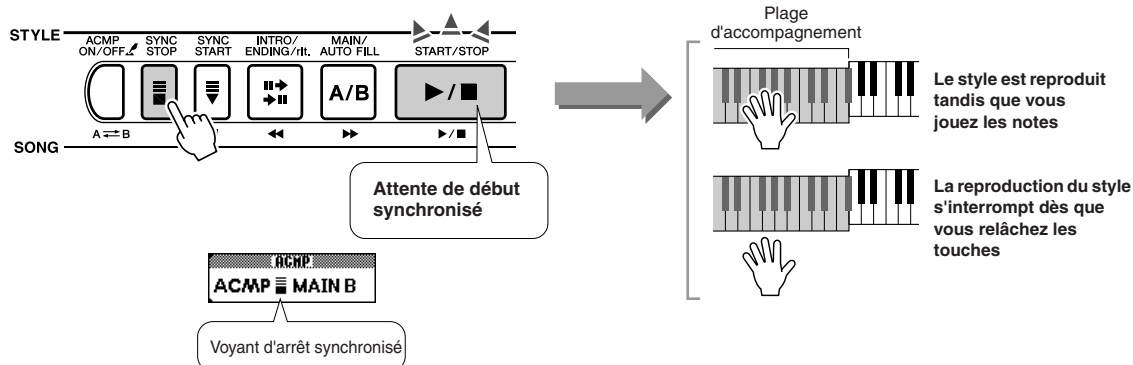 STYLE
ACMP ON/OFF
SYNC STOP
SYNC START
INTRO/ ENDING/rit.
MAIN/ AUTO FILL
START/STOP
A/B
A B
SONG
Attente de début
synchronisé
ACMP
ACMP MAIN B
Voyant d'arrêt synchronisé
Plage
d'accompagnement
Le style est reproduit
tandis que vous
jouez les notes
La reproduction du style
s'interrompt dès que
vous relâchez les
touches